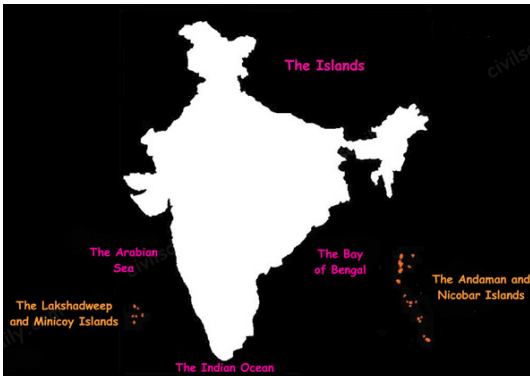 The Islands
The Arabian
Sea
The Bay
of Bengal
The Lakshadweep
and Minicoy Islands
The Andaman and
Nicobar Islands
The Indian Ocean